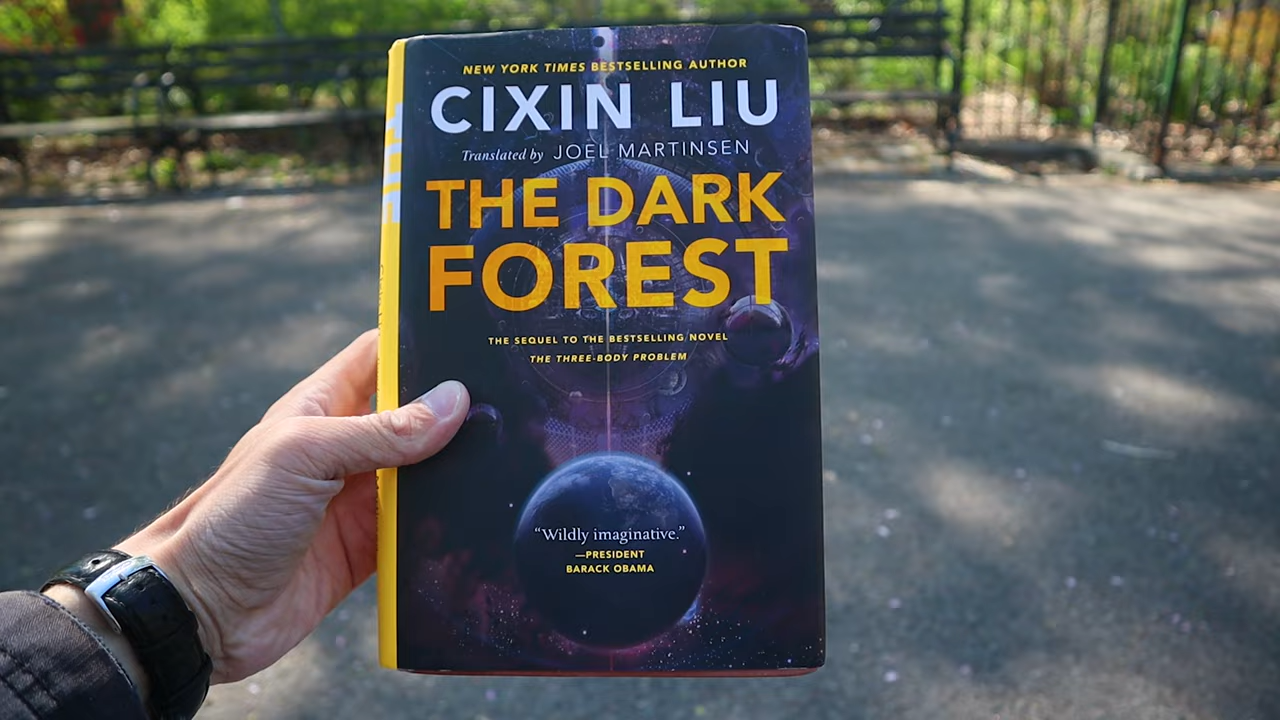 NEW YORK TIMES BESTSELLING AUTHOR
CIXIN LIU
Translated by JOEL MARTINSEN
THE DARK
FOREST
THE SEQUEL TO THE BESTSELLING NOVEL
THE THREE-BODY PROBLEM
“Wildly imaginative.”
—PRESIDENT
BARACK OBAMA